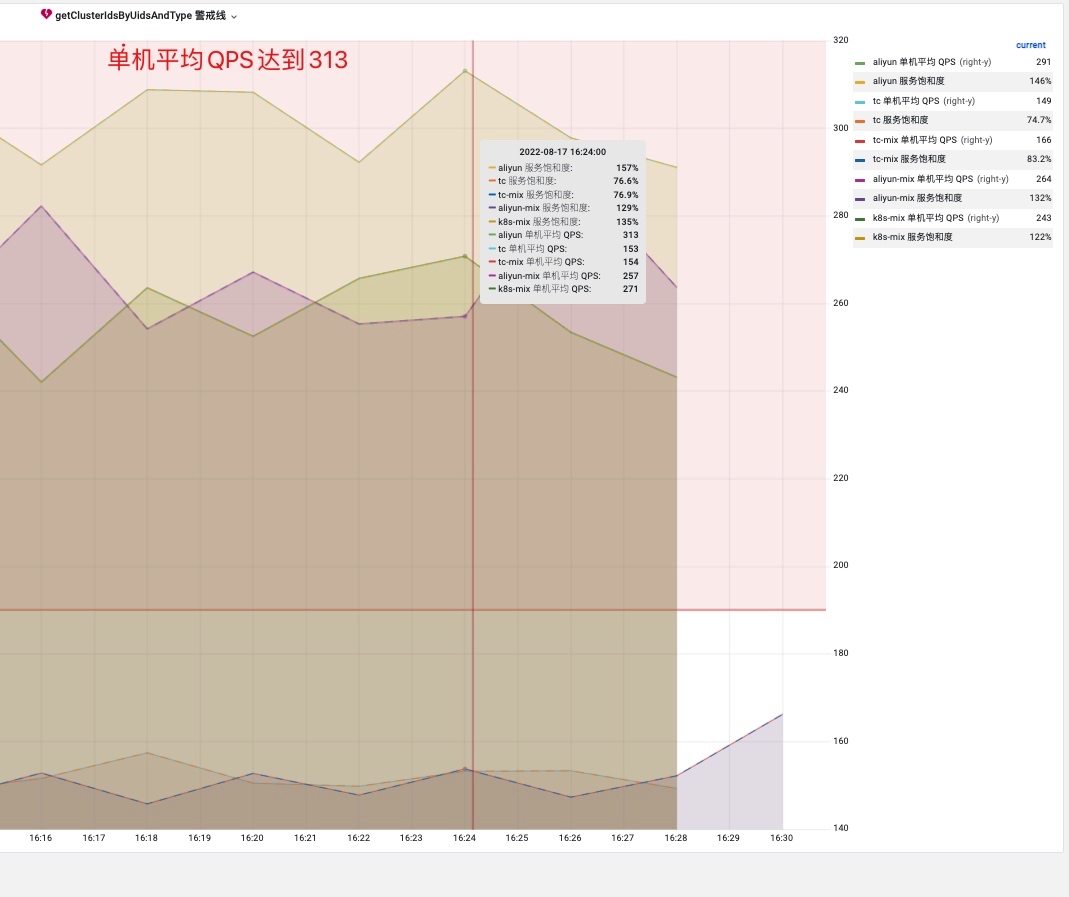 getClusterIdsByUidsAndType 警戒线
单机平均QPS达到313
320
300
280
260
240
220
200
180
160
140
16:16 16:17 16:18 16:19 16:20 16:21 16:22 16:23 16:24 16:25 16:26 16:27 16:28 16:29 16:30
2022-08-17 16:24:00
aliyun 服务饱和度: 157%
tc 服务饱和度: 76.6%
tc-mix 服务饱和度: 76.9%
aliyun-mix 服务饱和度: 129%
k8s-mix 服务饱和度: 135%
aliyun 单机平均 QPS: 313
tc 单机平均 QPS: 153
tc-mix 单机平均 QPS: 154
aliyun-mix 单机平均 QPS: 257
k8s-mix 单机平均 QPS: 271
current
aliyun 单机平均 QPS (right-y) 291
aliyun 服务饱和度 146%
tc 单机平均 QPS (right-y) 149
tc 服务饱和度 74.7%
tc-mix 单机平均 QPS (right-y) 166
tc-mix 服务饱和度 83.2%
aliyun-mix 单机平均 QPS (right-y) 264
aliyun-mix 服务饱和度 132%
k8s-mix 单机平均 QPS (right-y) 243
k8s-mix 服务饱和度 122%